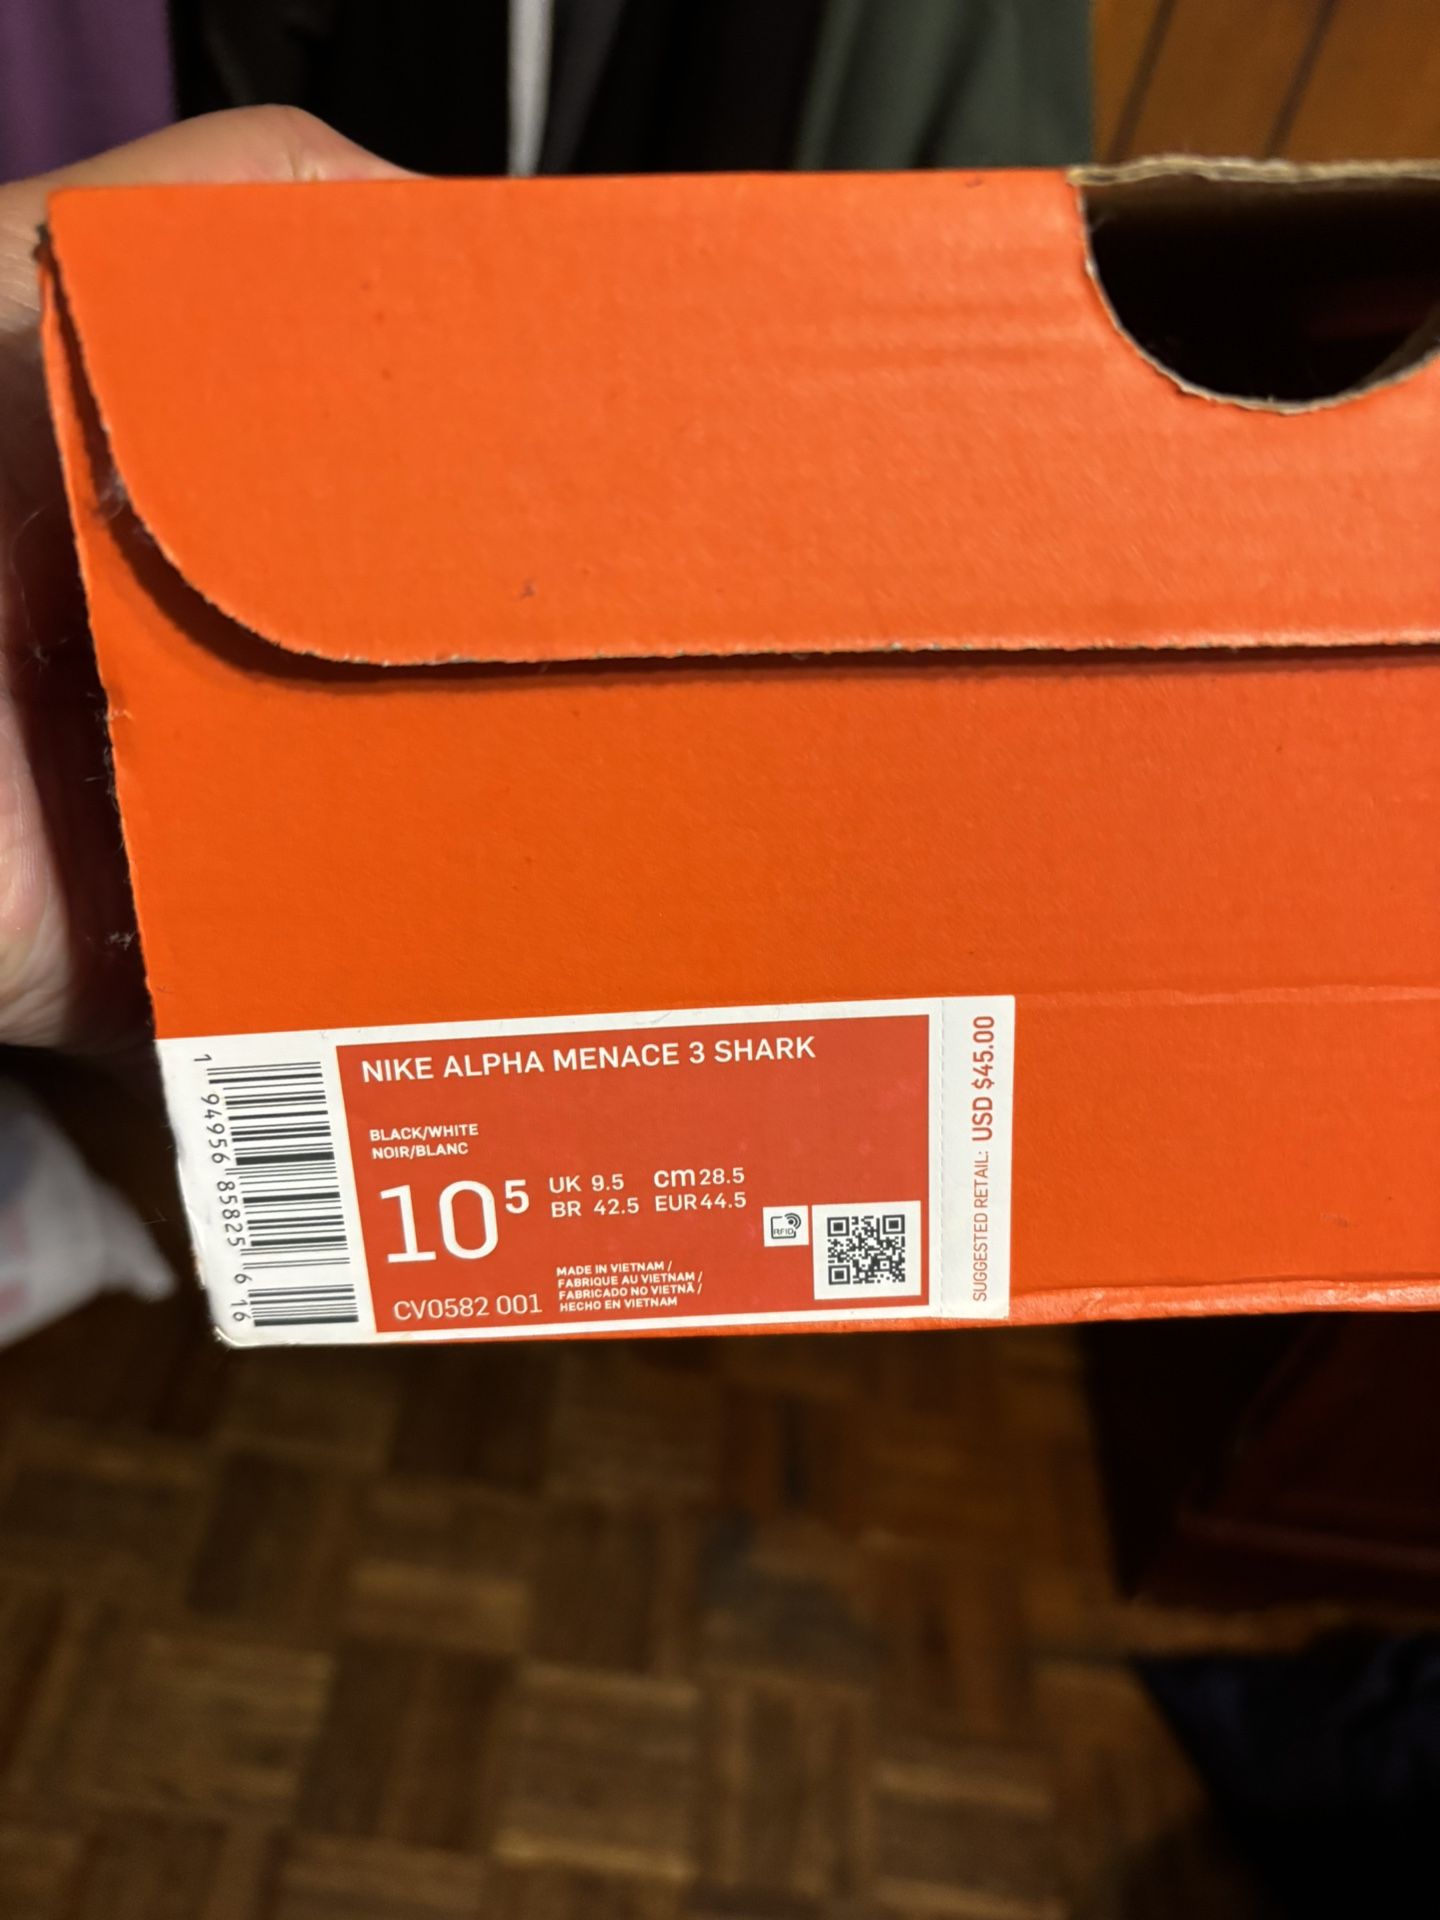 NIKE ALPHA MENACE 3 SHARK
BLACK/WHITE
NOIR/BLANC
10⁵
UK 9.5 cm 28.5
BR 42.5 EUR 44.5
RFID
MADE IN VIETNAM /
FABRIQUE AU VIETNAM /
FABRICADO NO VIETNÃ /
HECHO EN VIETNAM
CV0582 001
1 94956 85825 6 16
SUGGESTED RETAIL: USD $45.00